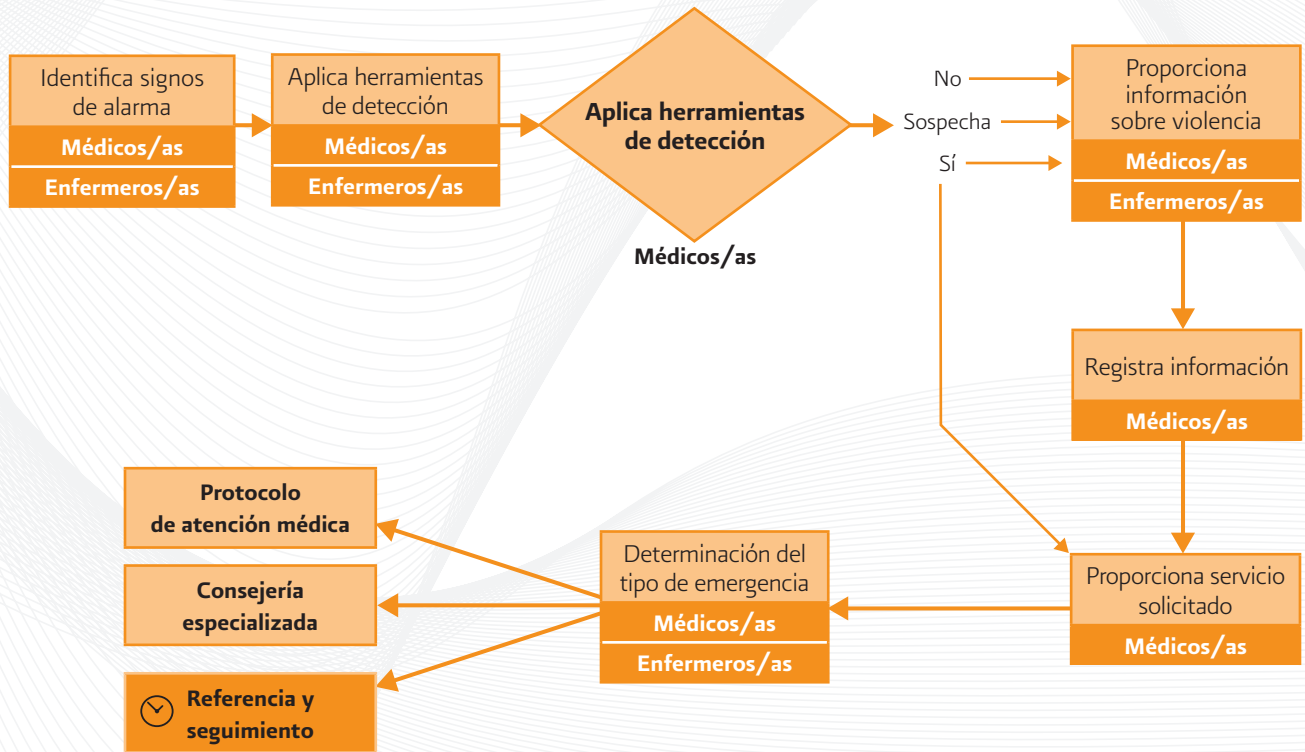 Identifica signos
de alarma
Médicos/as
Enfermeros/as
Aplica herramientas
de detección
Médicos/as
Enfermeros/as
Aplica herramientas
de detección
Médicos/as
No
Sospecha
Sí
Proporciona
información
sobre violencia
Médicos/as
Enfermeros/as
Registra información
Médicos/as
Proporciona servicio
solicitado
Médicos/as
Determinación del
tipo de emergencia
Médicos/as
Enfermeros/as
Protocolo
de atención médica
Consejería
especializada
Referencia y
seguimiento